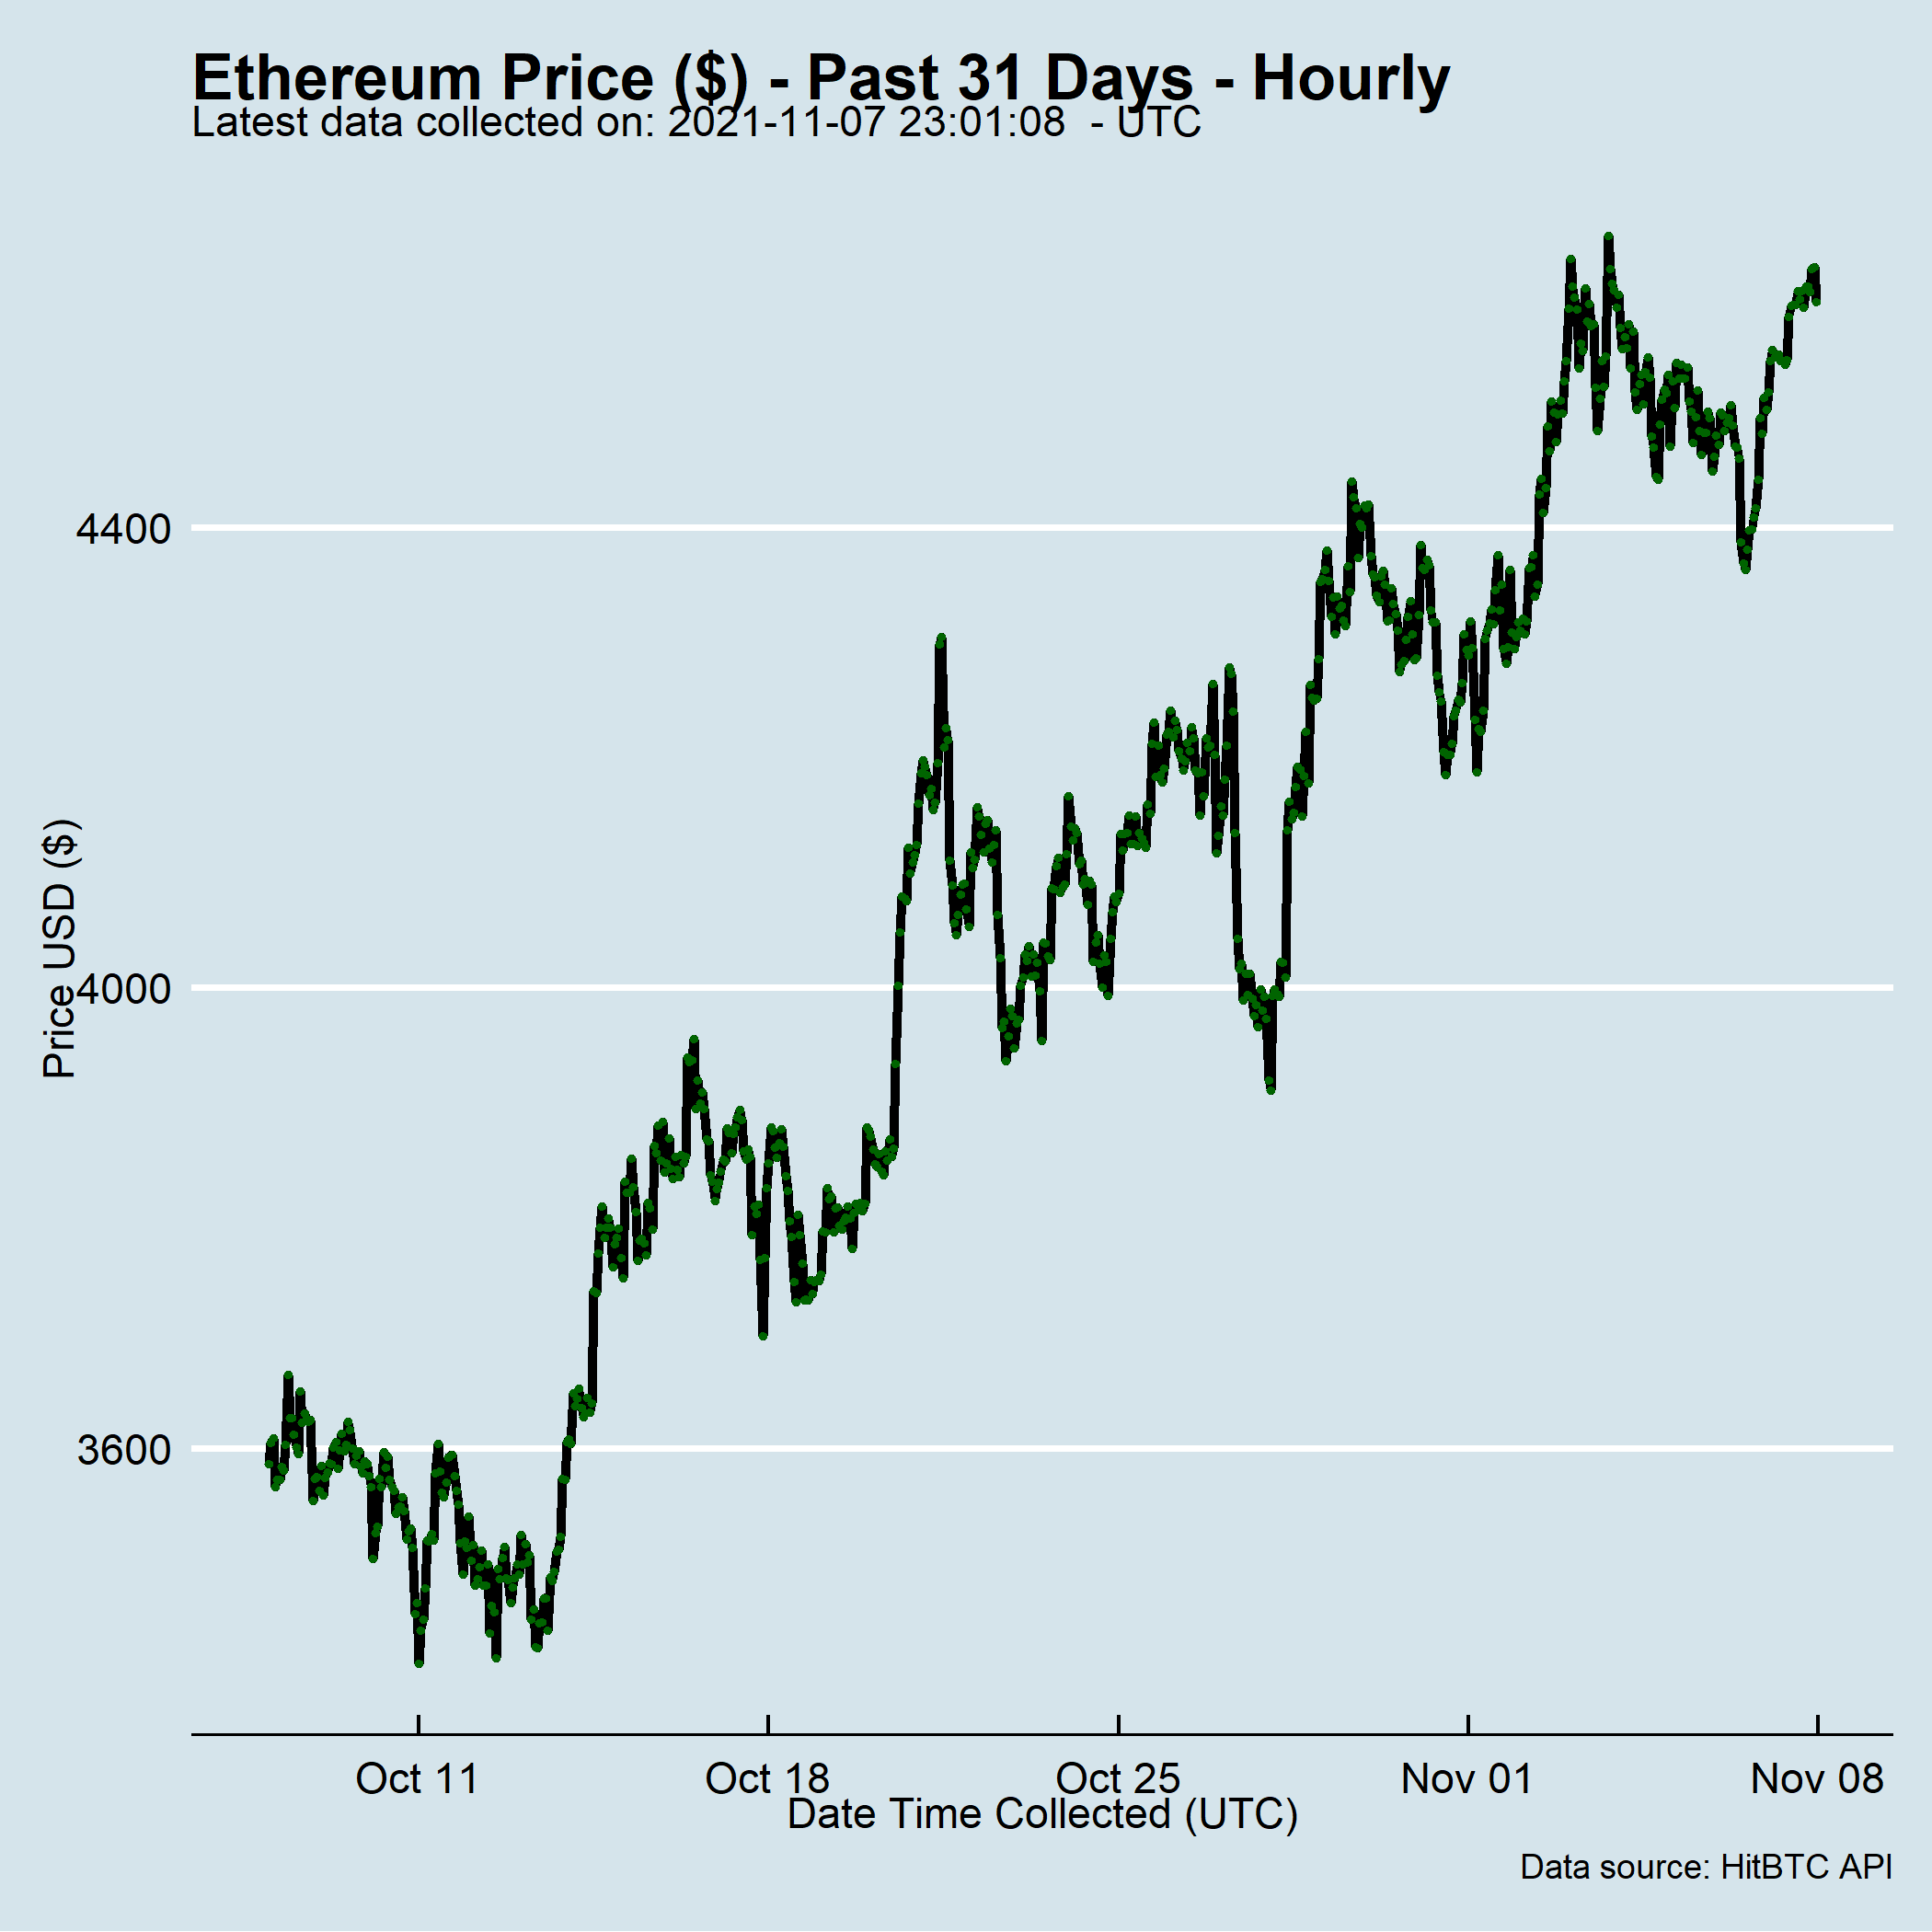 Ethereum Price ($) - Past 31 Days - Hourly
Latest data collected on: 2021-11-07 23:01:08  - UTC
Price USD ($)
4400
4000
3600
Oct 11 Oct 18 Oct 25 Nov 01 Nov 08
Date Time Collected (UTC)
Data source: HitBTC API